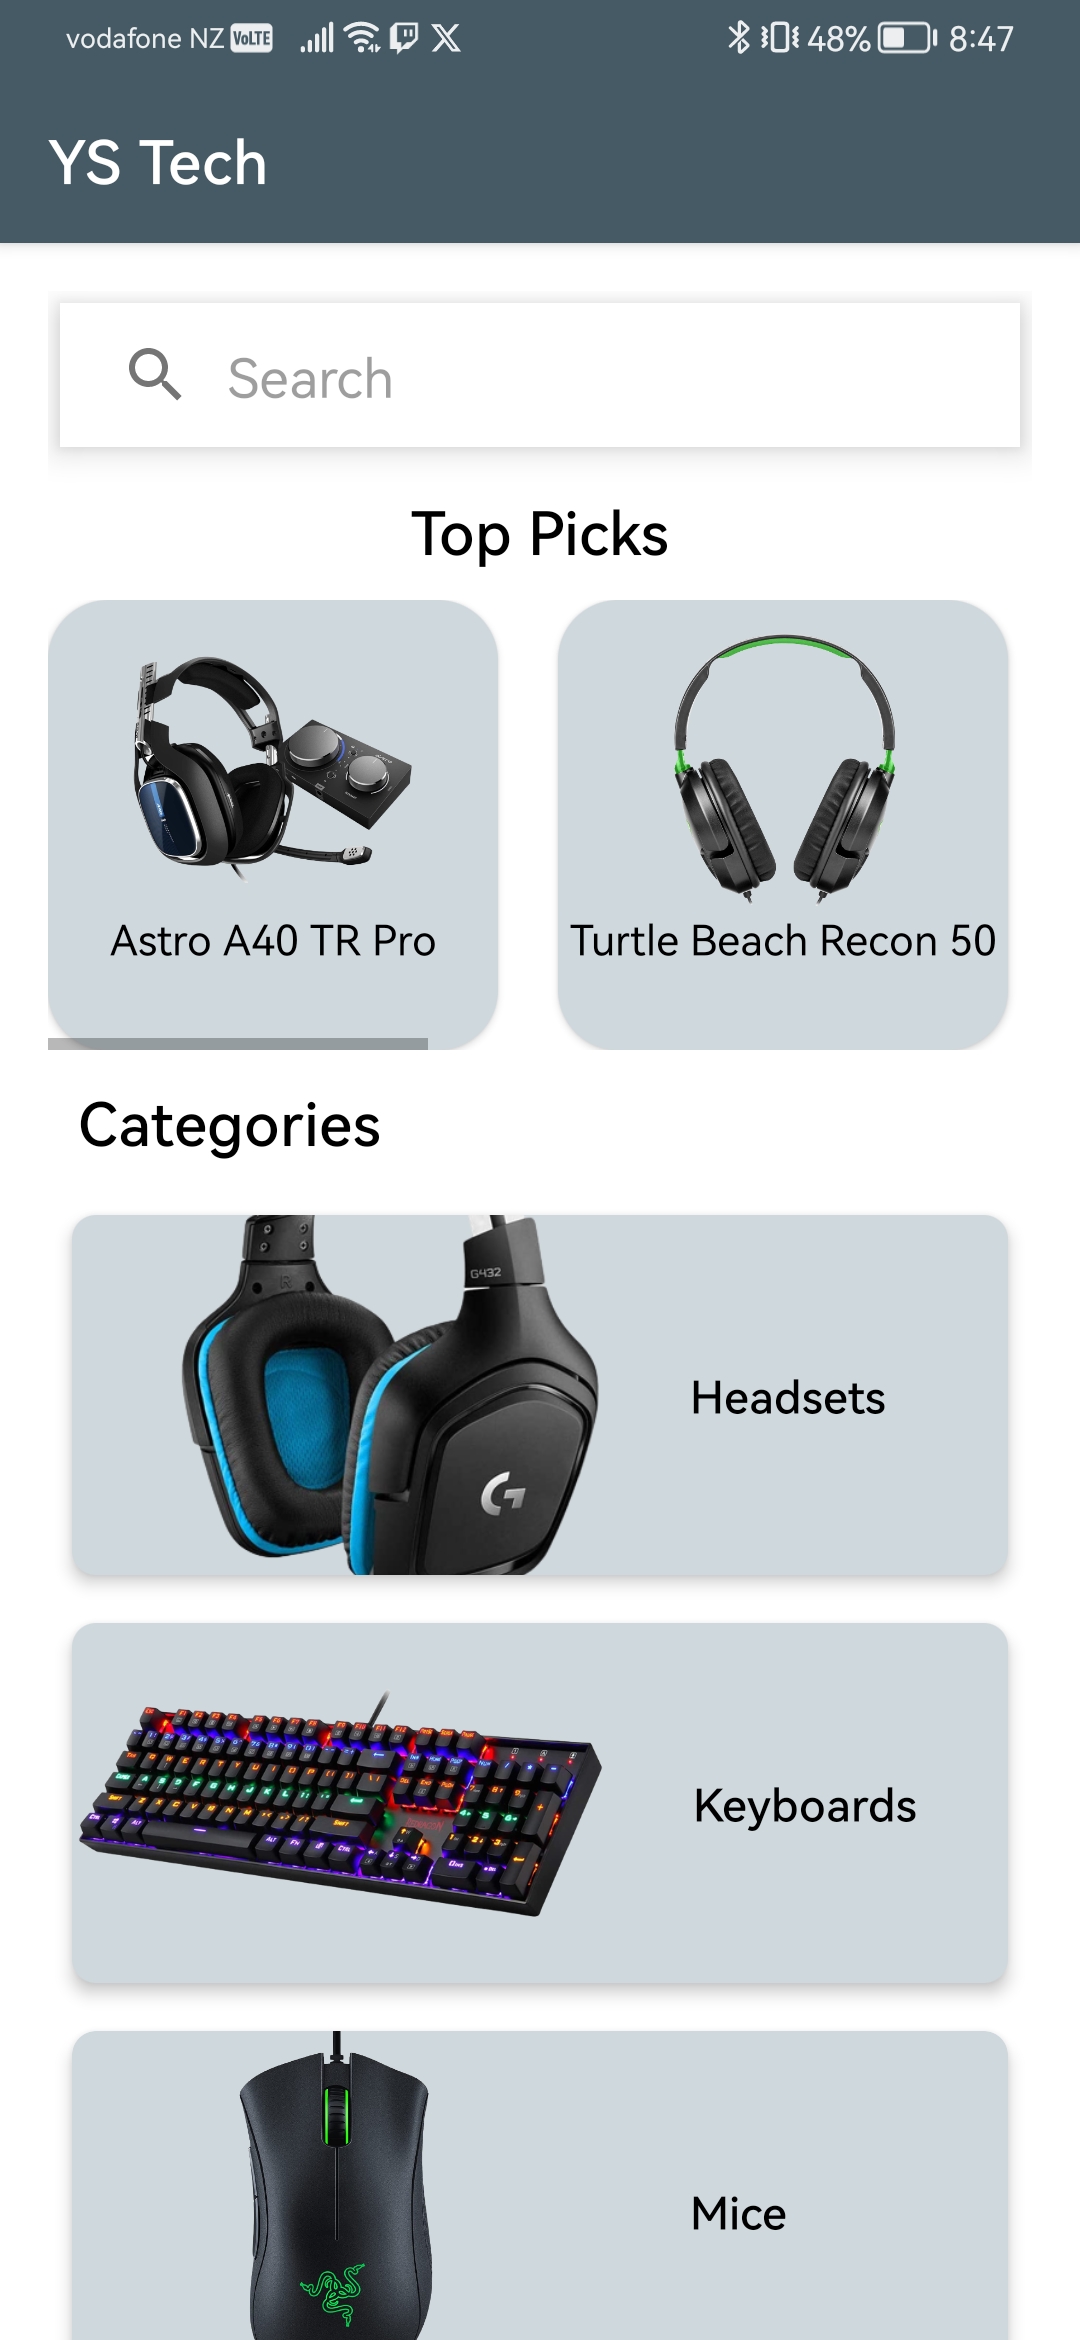 vodafone NZ VoLTE 48% 8:47
YS Tech
Search
Top Picks
Astro A40 TR Pro
Turtle Beach Recon 50
Categories
G432
R
Headsets
Keyboards
Mice